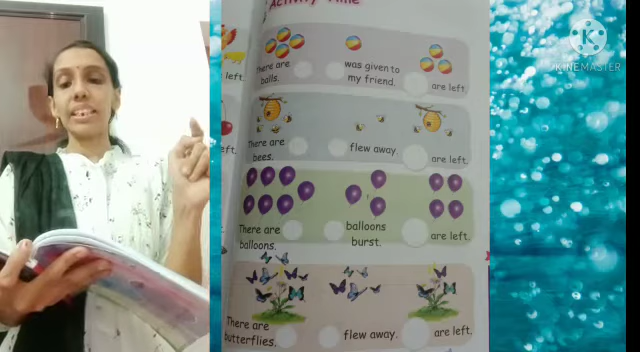 Activity Time
There are
balls.
was given to
my friend.
are left.
left.
There are
bees.
flew away
are left.
There are
balloons.
balloons
burst.
are left.
There are
butterflies.
flew away.
are left.
KINEMASTER